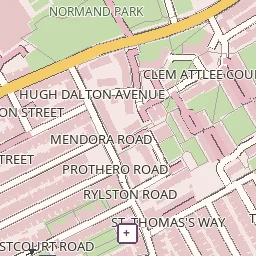 NORMAND PARK
CLEM ATTLEE COU
HUGH DALTON AVENUE
ON STREET
MENDORA ROAD
STREET
PROTHERO ROAD
RYLSTON ROAD
ST. THOMAS'S WAY
STCOURT ROAD